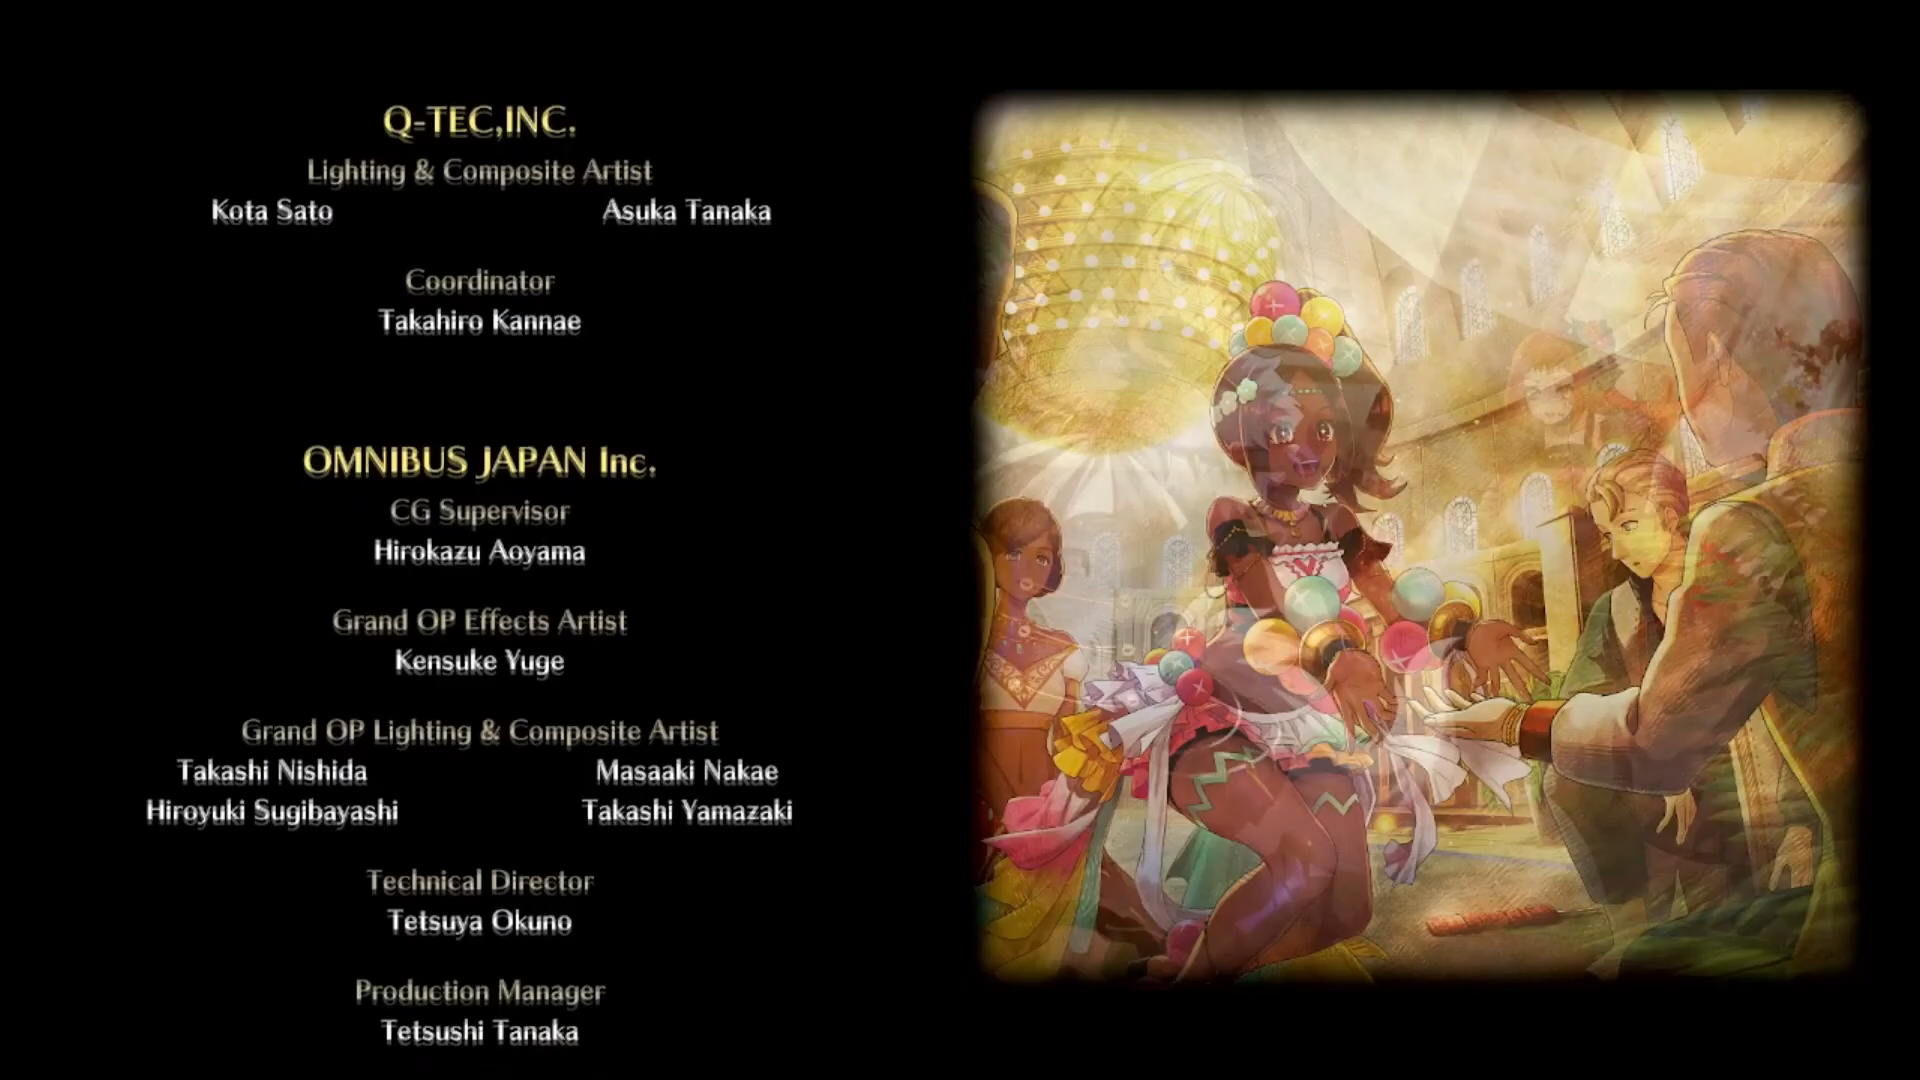 Q-TEC,INC.
Lighting & Composite Artist
Kota Sato Asuka Tanaka
Coordinator
Takahiro Kannae
OMNIBUS JAPAN Inc.
CG Supervisor
Hirokazu Aoyama
Grand OP Effects Artist
Kensuke Yuge
Grand OP Lighting & Composite Artist
Takashi Nishida Masaaki Nakae
Hiroyuki Sugibayashi Takashi Yamazaki
Technical Director
Tetsuya Okuno
Production Manager
Tetsushi Tanaka